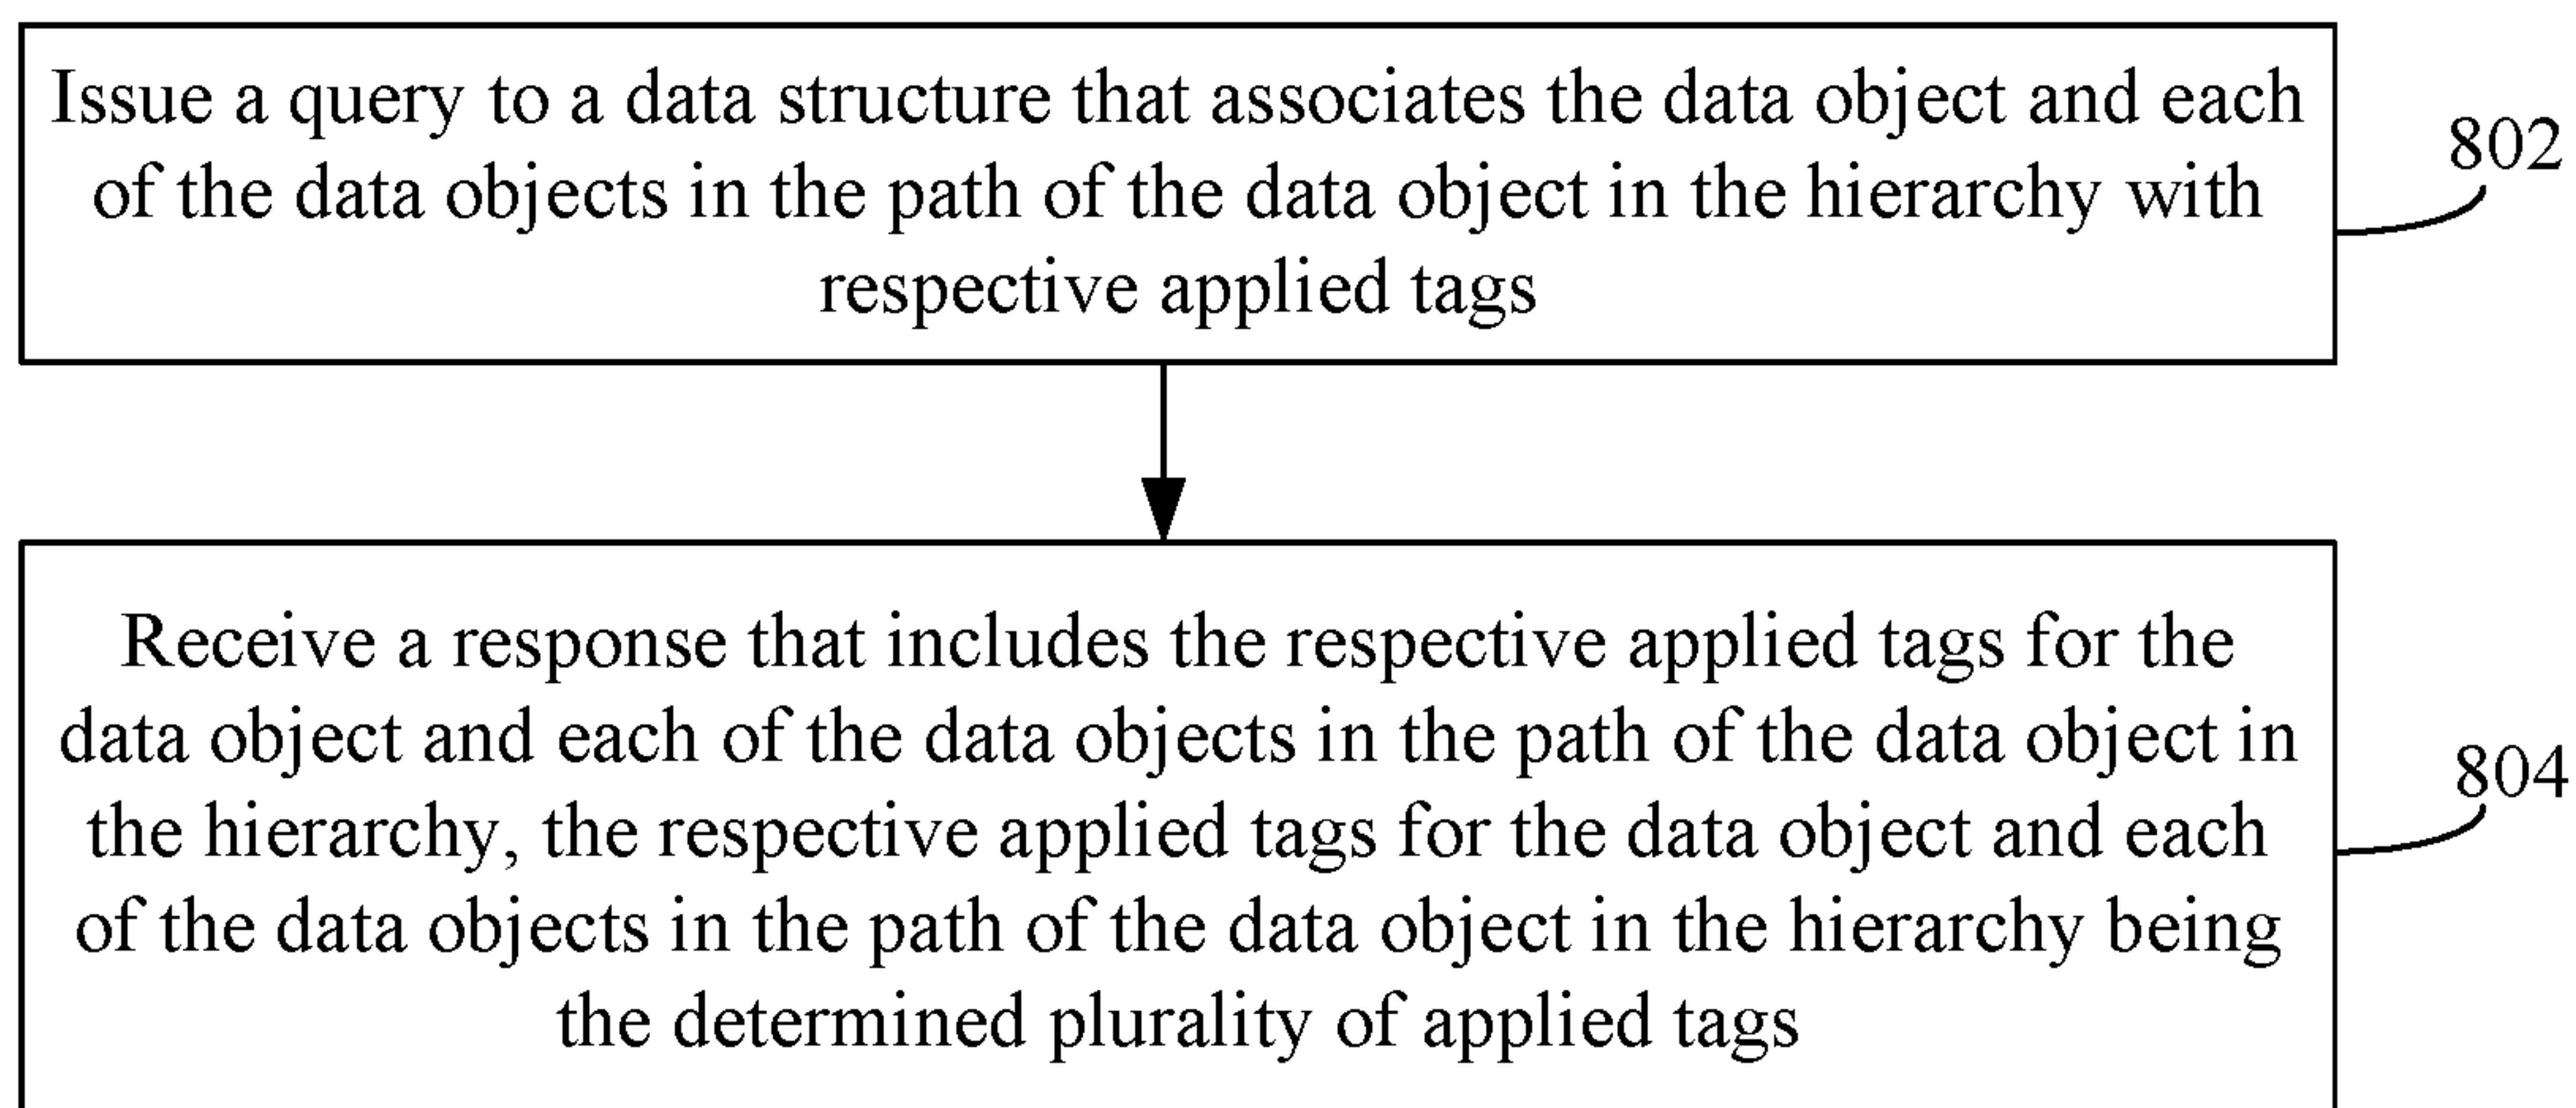 Issue a query to a data structure that associates the data object and each
of the data objects in the path of the data object in the hierarchy with
respective applied tags
802
Receive a response that includes the respective applied tags for the
data object and each of the data objects in the path of the data object in
the hierarchy, the respective applied tags for the data object and each
of the data objects in the path of the data object in the hierarchy being
the determined plurality of applied tags
804